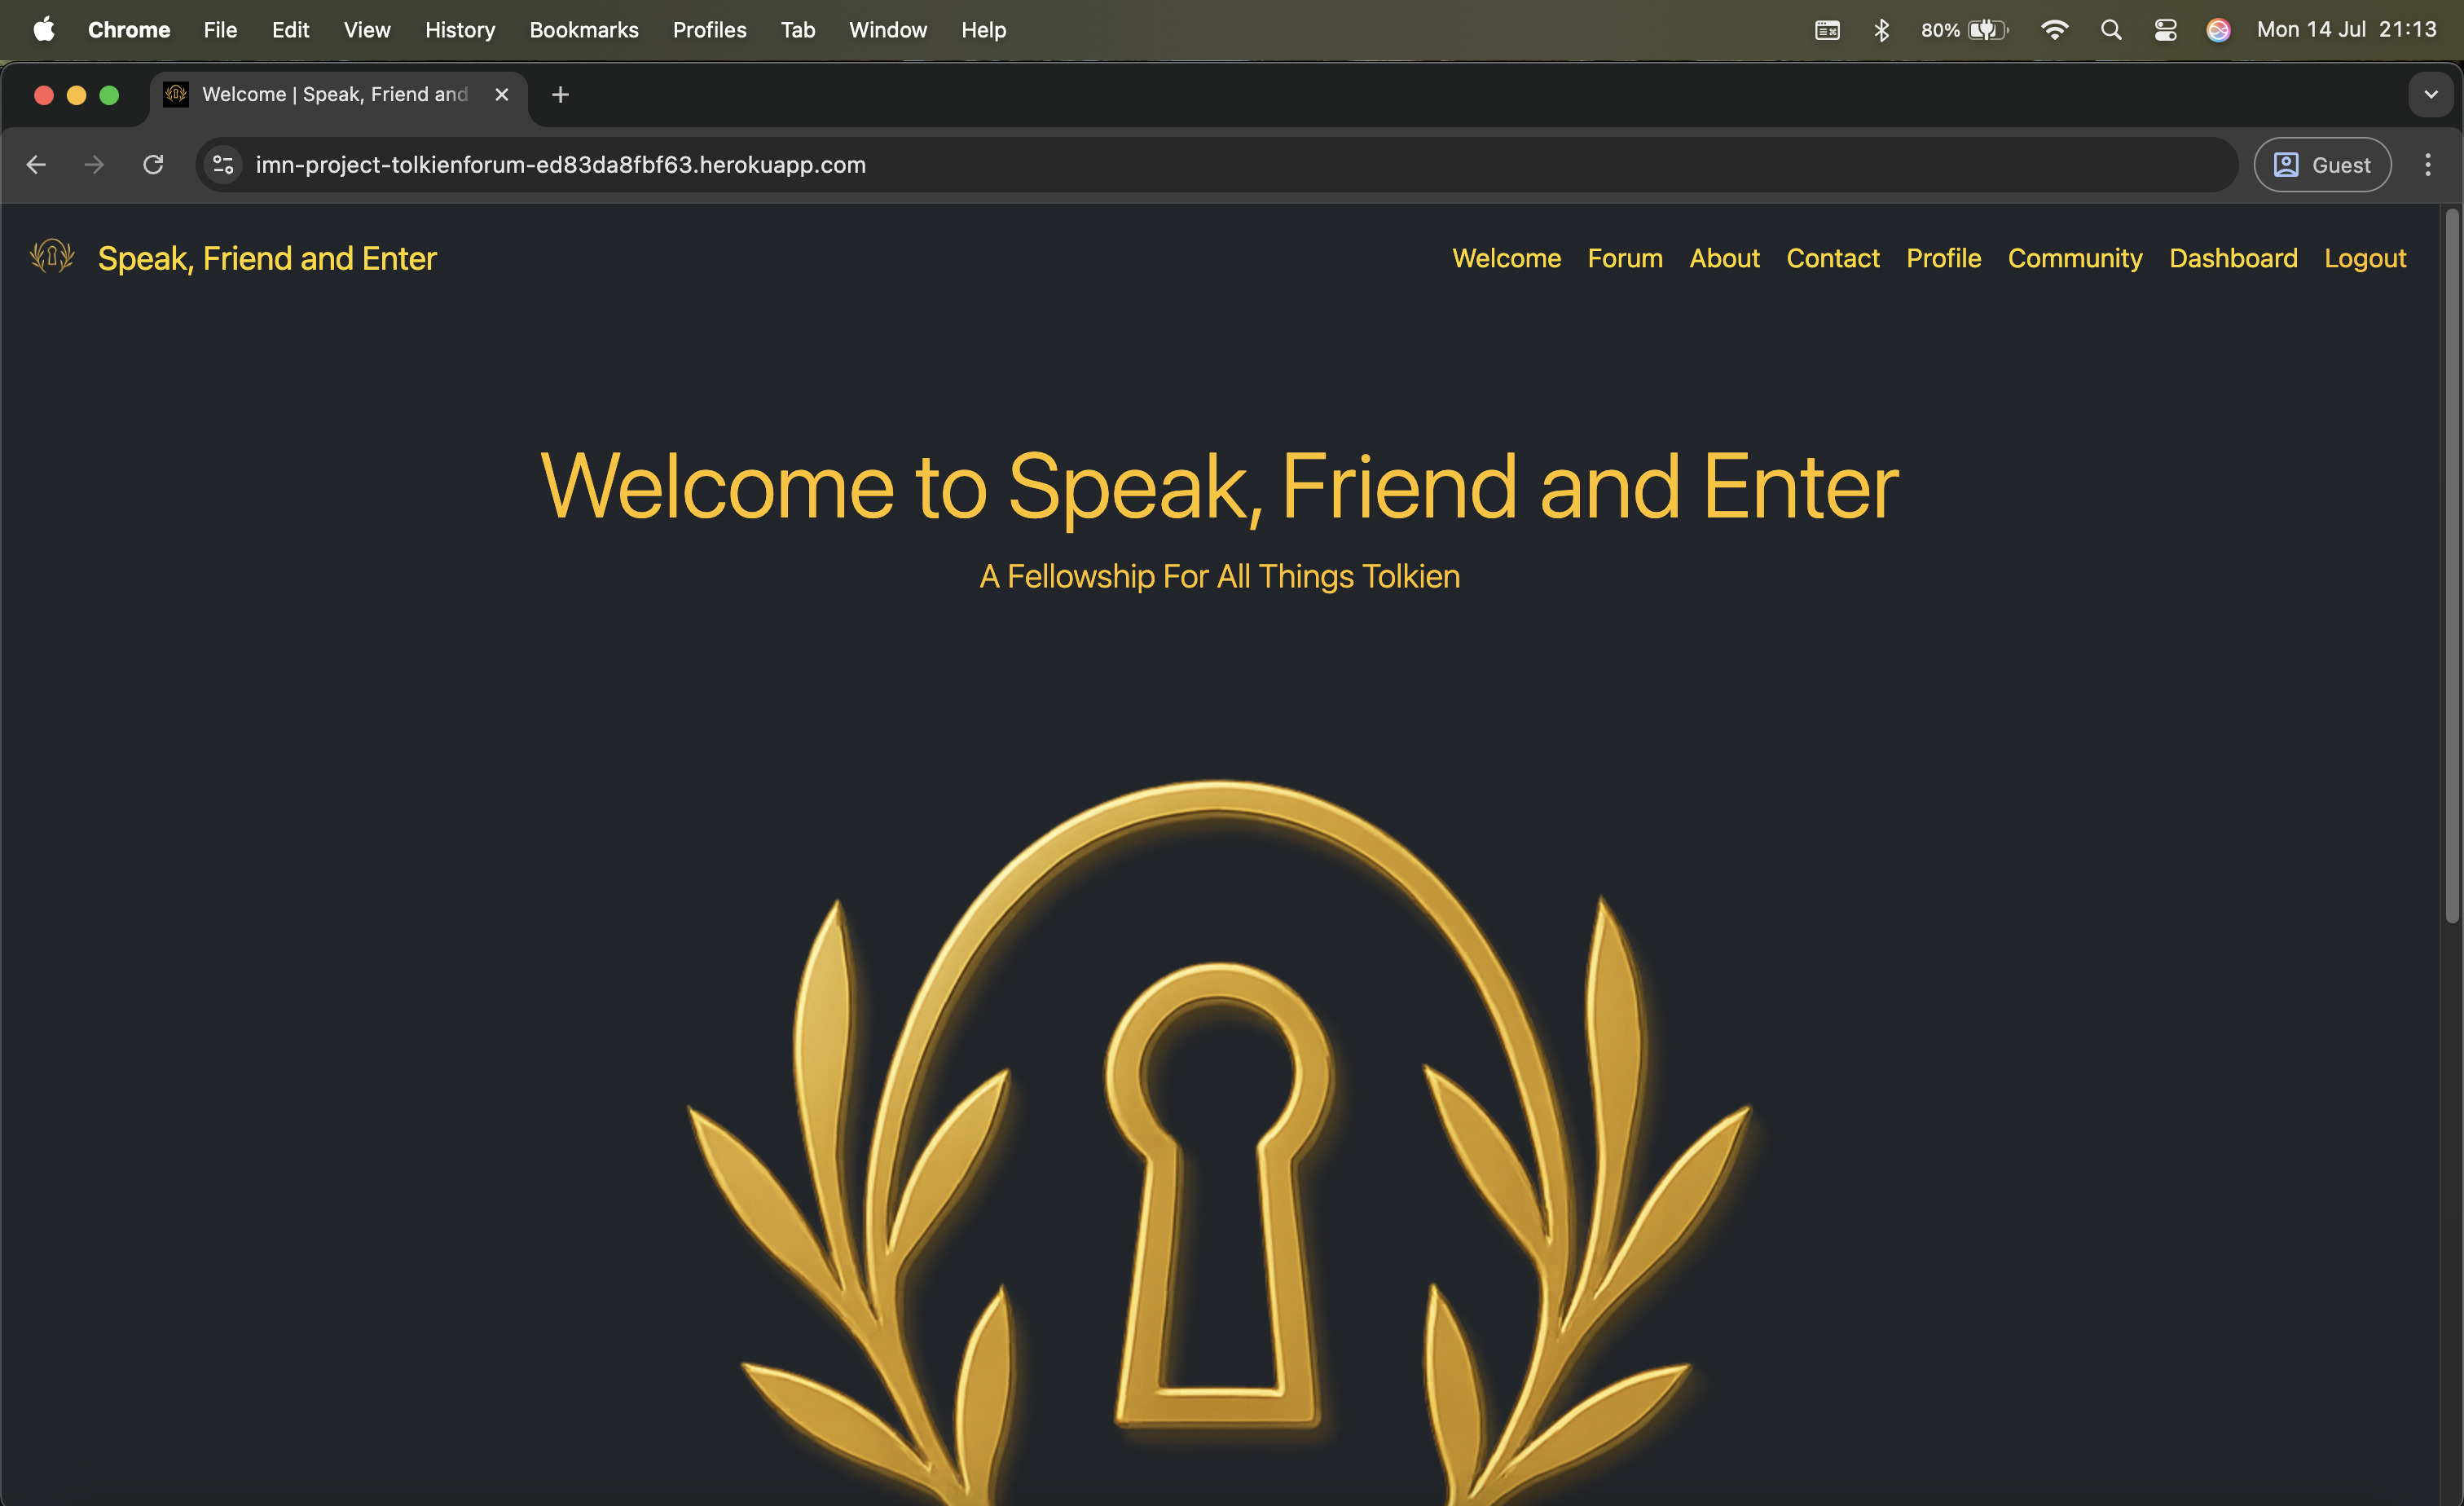 Chrome File Edit View History Bookmarks Profiles Tab Window Help 80% Mon 14 Jul 21:13
Welcome | Speak, Friend and
imn-project-tolkienforum-ed83da8fbf63.herokuapp.com Guest
Speak, Friend and Enter Welcome Forum About Contact Profile Community Dashboard Logout
Welcome to Speak, Friend and Enter
A Fellowship For All Things Tolkien